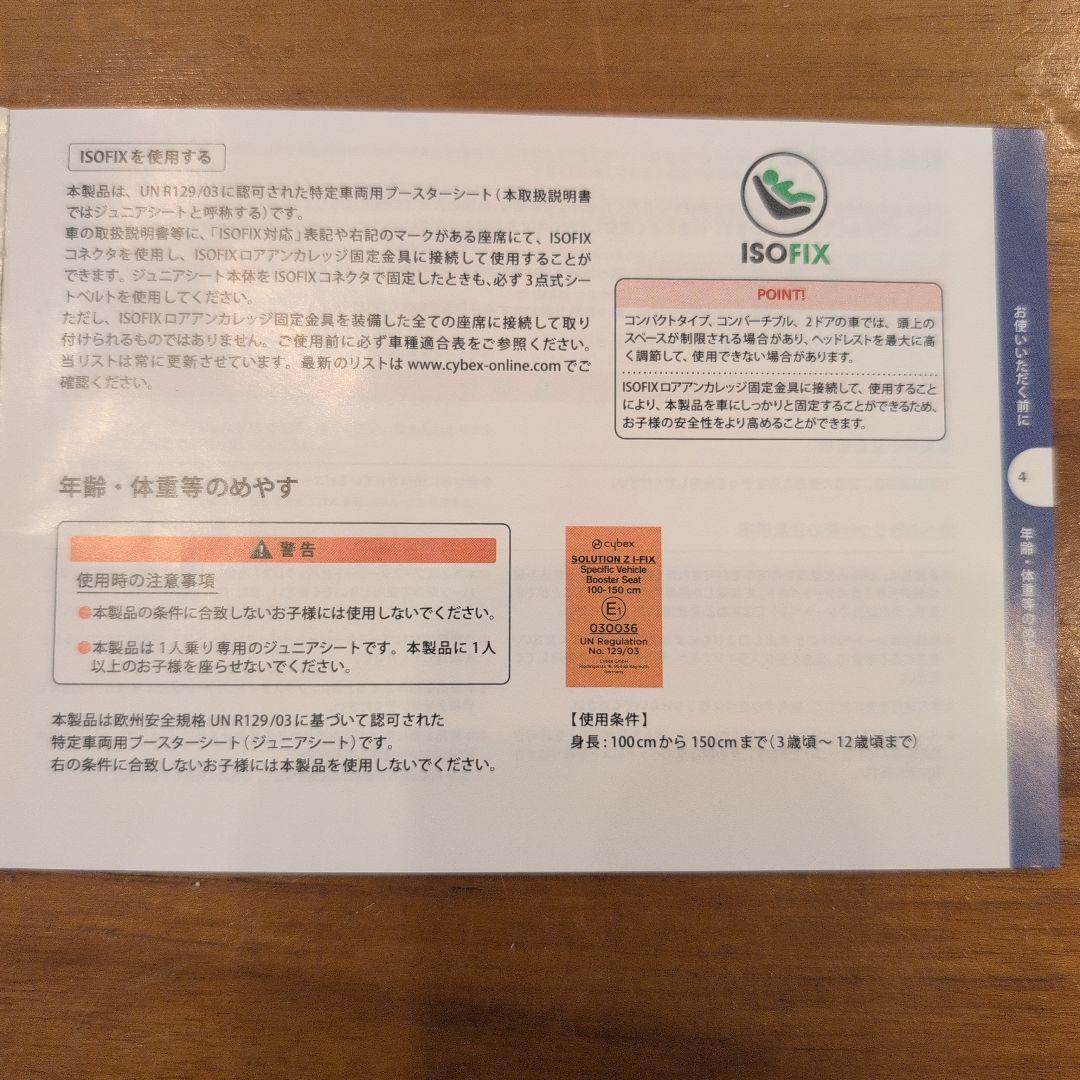 ISOFIXを使用する
本製品は、UN R129/03に認可された特定車両用ブースターシート(本取扱説明書
ではジュニアシートと呼称する)です。
車の取扱説明書等に、「ISOFIX対応」表記や右記のマークがある座席にて、ISOFIX
コネクタを使用し、ISOFIXロアアンカレッジ固定金具に接続して使用することが
できます。ジュニアシート本体をISOFIXコネクタで固定したときも、必ず3点式シー
トベルトを使用してください。
ただし、ISOFIXロアアンカレッジ固定金具を装備した全ての座席に接続して取り
付けられるものではありません。ご使用前に必ず車種適合表をご参照ください。
当リストは常に更新させています。最新のリストは www.cybex-online.com でご
確認ください。
ISOFIX
POINT!
コンパクトタイプ、コンバーチブル、2ドアの車では、頭上の
スペースが制限される場合があり、ヘッドレストを最大に高
く調節して、使用できない場合があります。
ISOFIXロアアンカレッジ固定金具に接続して、使用すること
により、本製品を車にしっかりと固定することができるため、
お子様の安全性をより高めることができます。
年齢・体重等のめやす
警告
使用時の注意事項
●本製品の条件に合致しないお子様には使用しないでください。
●本製品は1人乗り専用のジュニアシートです。本製品に1人
以上のお子様を座らせないでください。
本製品は欧州安全規格 UN R129/03に基づいて認可された
特定車両用ブースターシート(ジュニアシート)です。
右の条件に合致しないお子様には本製品を使用しないでください。
cybex
SOLUTION Z I-FIX
Specific Vehicle
Booster Seat
100-150 cm
E1
030036
UN Regulation
No. 129/03
Cybex GmbH
Germany
【使用条件】
身長:100cmから150cmまで(3歳頃〜12歳頃まで)
お使いいただく前に
4
年齢・体重等の